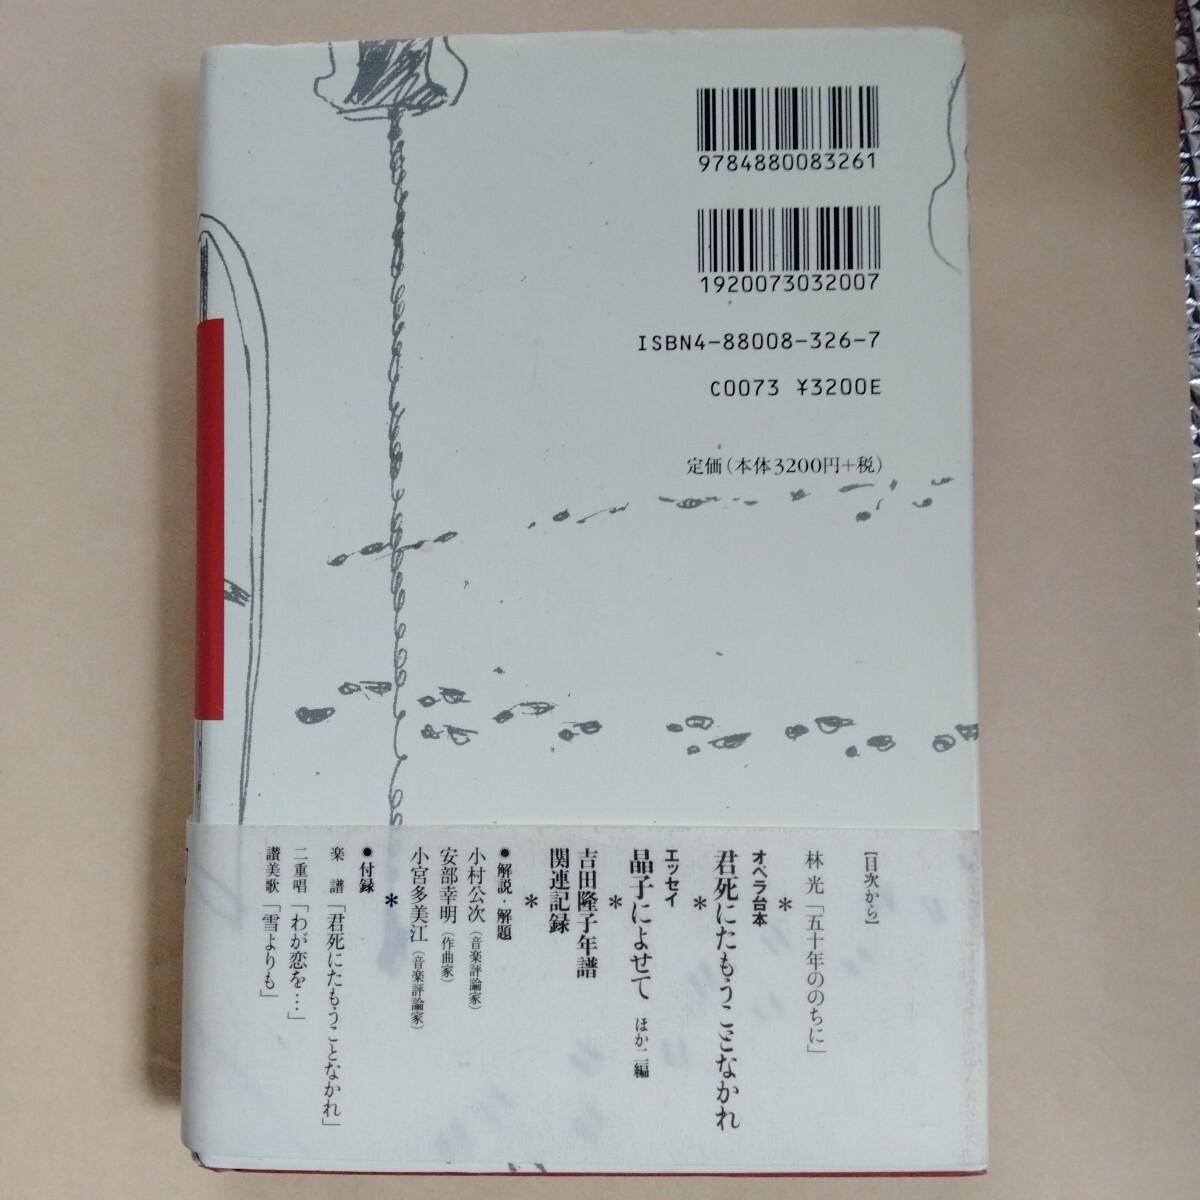 9784880083261
1920073032007
ISBN4-88008-326-7
C0073 ¥3200E
定価(本体3200円+税)
【目次から】
林 光「五十年ののちに」
*
オペラ台本
君死にたもうことなかれ
*
エッセイ
晶子によせて ほか二編
*
吉田隆子年譜
関連記録
*
●解説・解題
小村公次(音楽評論家)
安部幸明(作曲家)
小宮多美江(音楽評論家)
*
●付録
楽 譜「君死にたもうことなかれ」
二重唱「わが恋を…」
讃美歌「雪よりも」